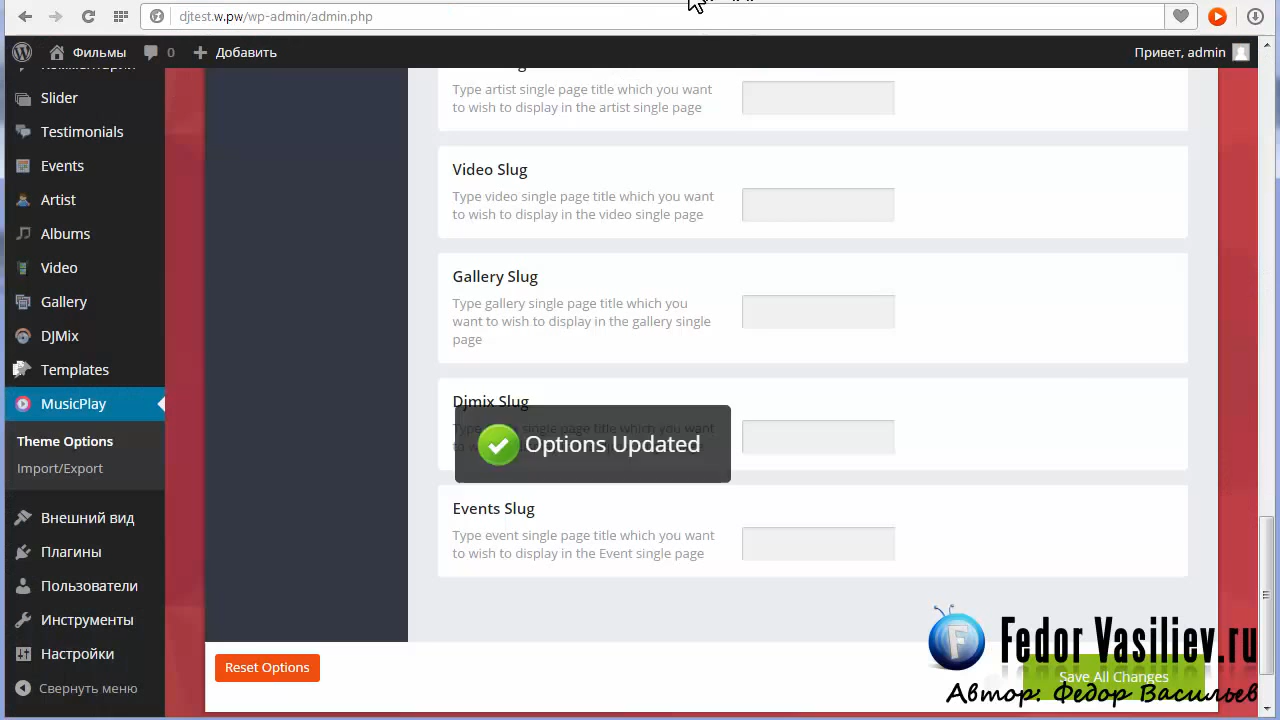 djtest.w.pw/wp-admin/admin.php
Фильмы
0
Добавить
Привет, admin
Комментарии
Slider
Testimonials
Events
Artist
Albums
Video
Gallery
DJMix
Templates
MusicPlay
Theme Options
Import/Export
Внешний вид
Плагины
Пользователи
Инструменты
Настройки
Свернуть меню
Type artist single page title which you want
to wish to display in the artist single page
Video Slug
Type video single page title which you want
to wish to display in the video single page
Gallery Slug
Type gallery single page title which you
want to wish to display in the gallery single
page
Djmix Slug
Options Updated
Events Slug
Type event single page title which you want
to wish to display in the Event single page
Reset Options
Save All Changes
Fedor Vasiliev.ru
Автор: Федор Васильев